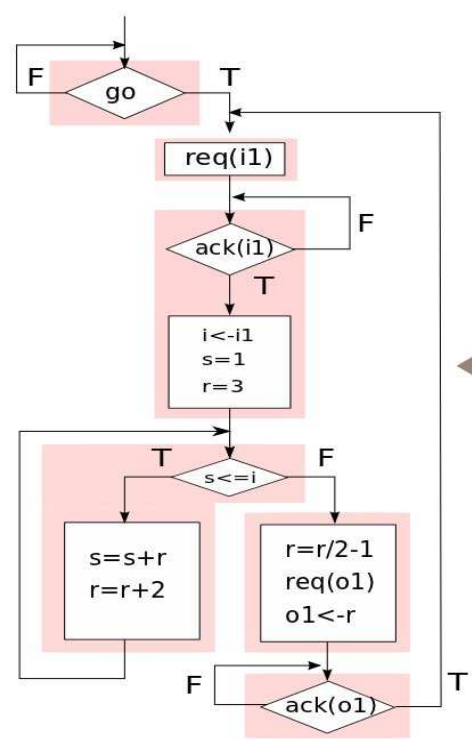 F
T
go
req(i1)
F
ack(i1)
T
i<-i1
s=1
r=3
T
F
s<=i
s=s+r
r=r+2
r=r/2-1
req(o1)
o1<-r
F
T
ack(o1)